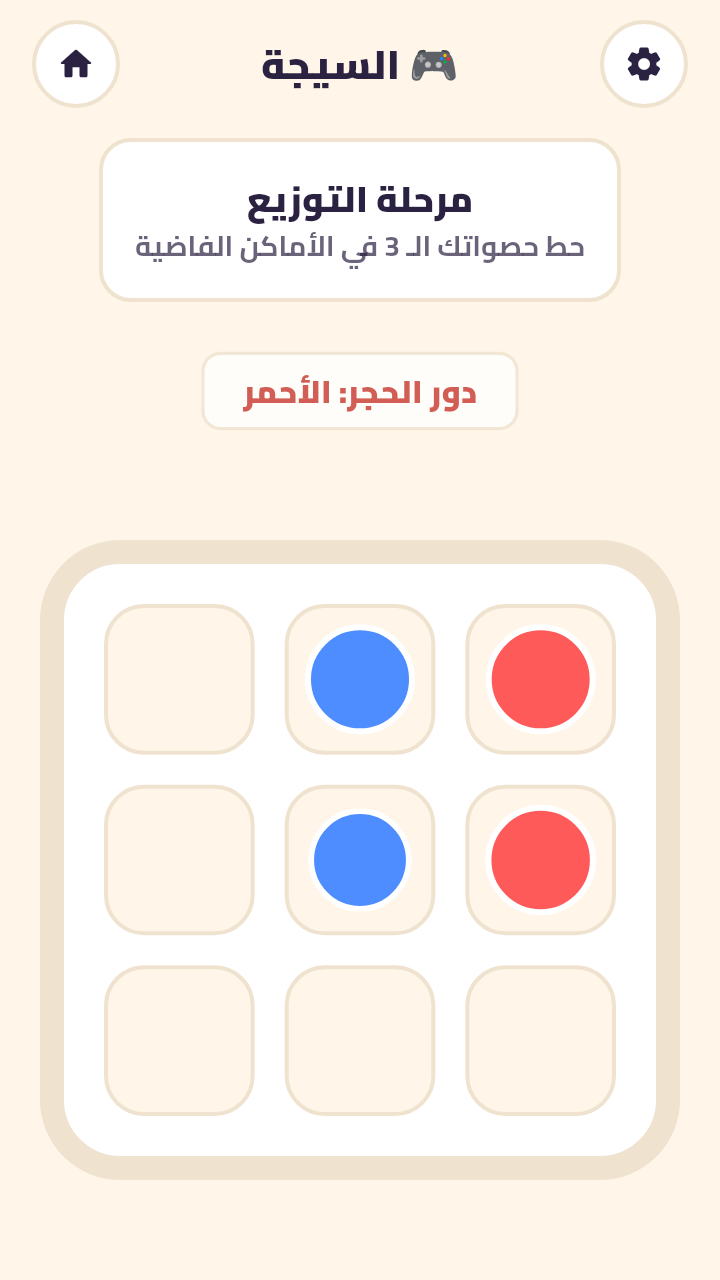 السيجة 🎮
مرحلة التوزيع
حط حصواتك الـ 3 في الأماكن الفاضية
دور الحجر: الأحمر